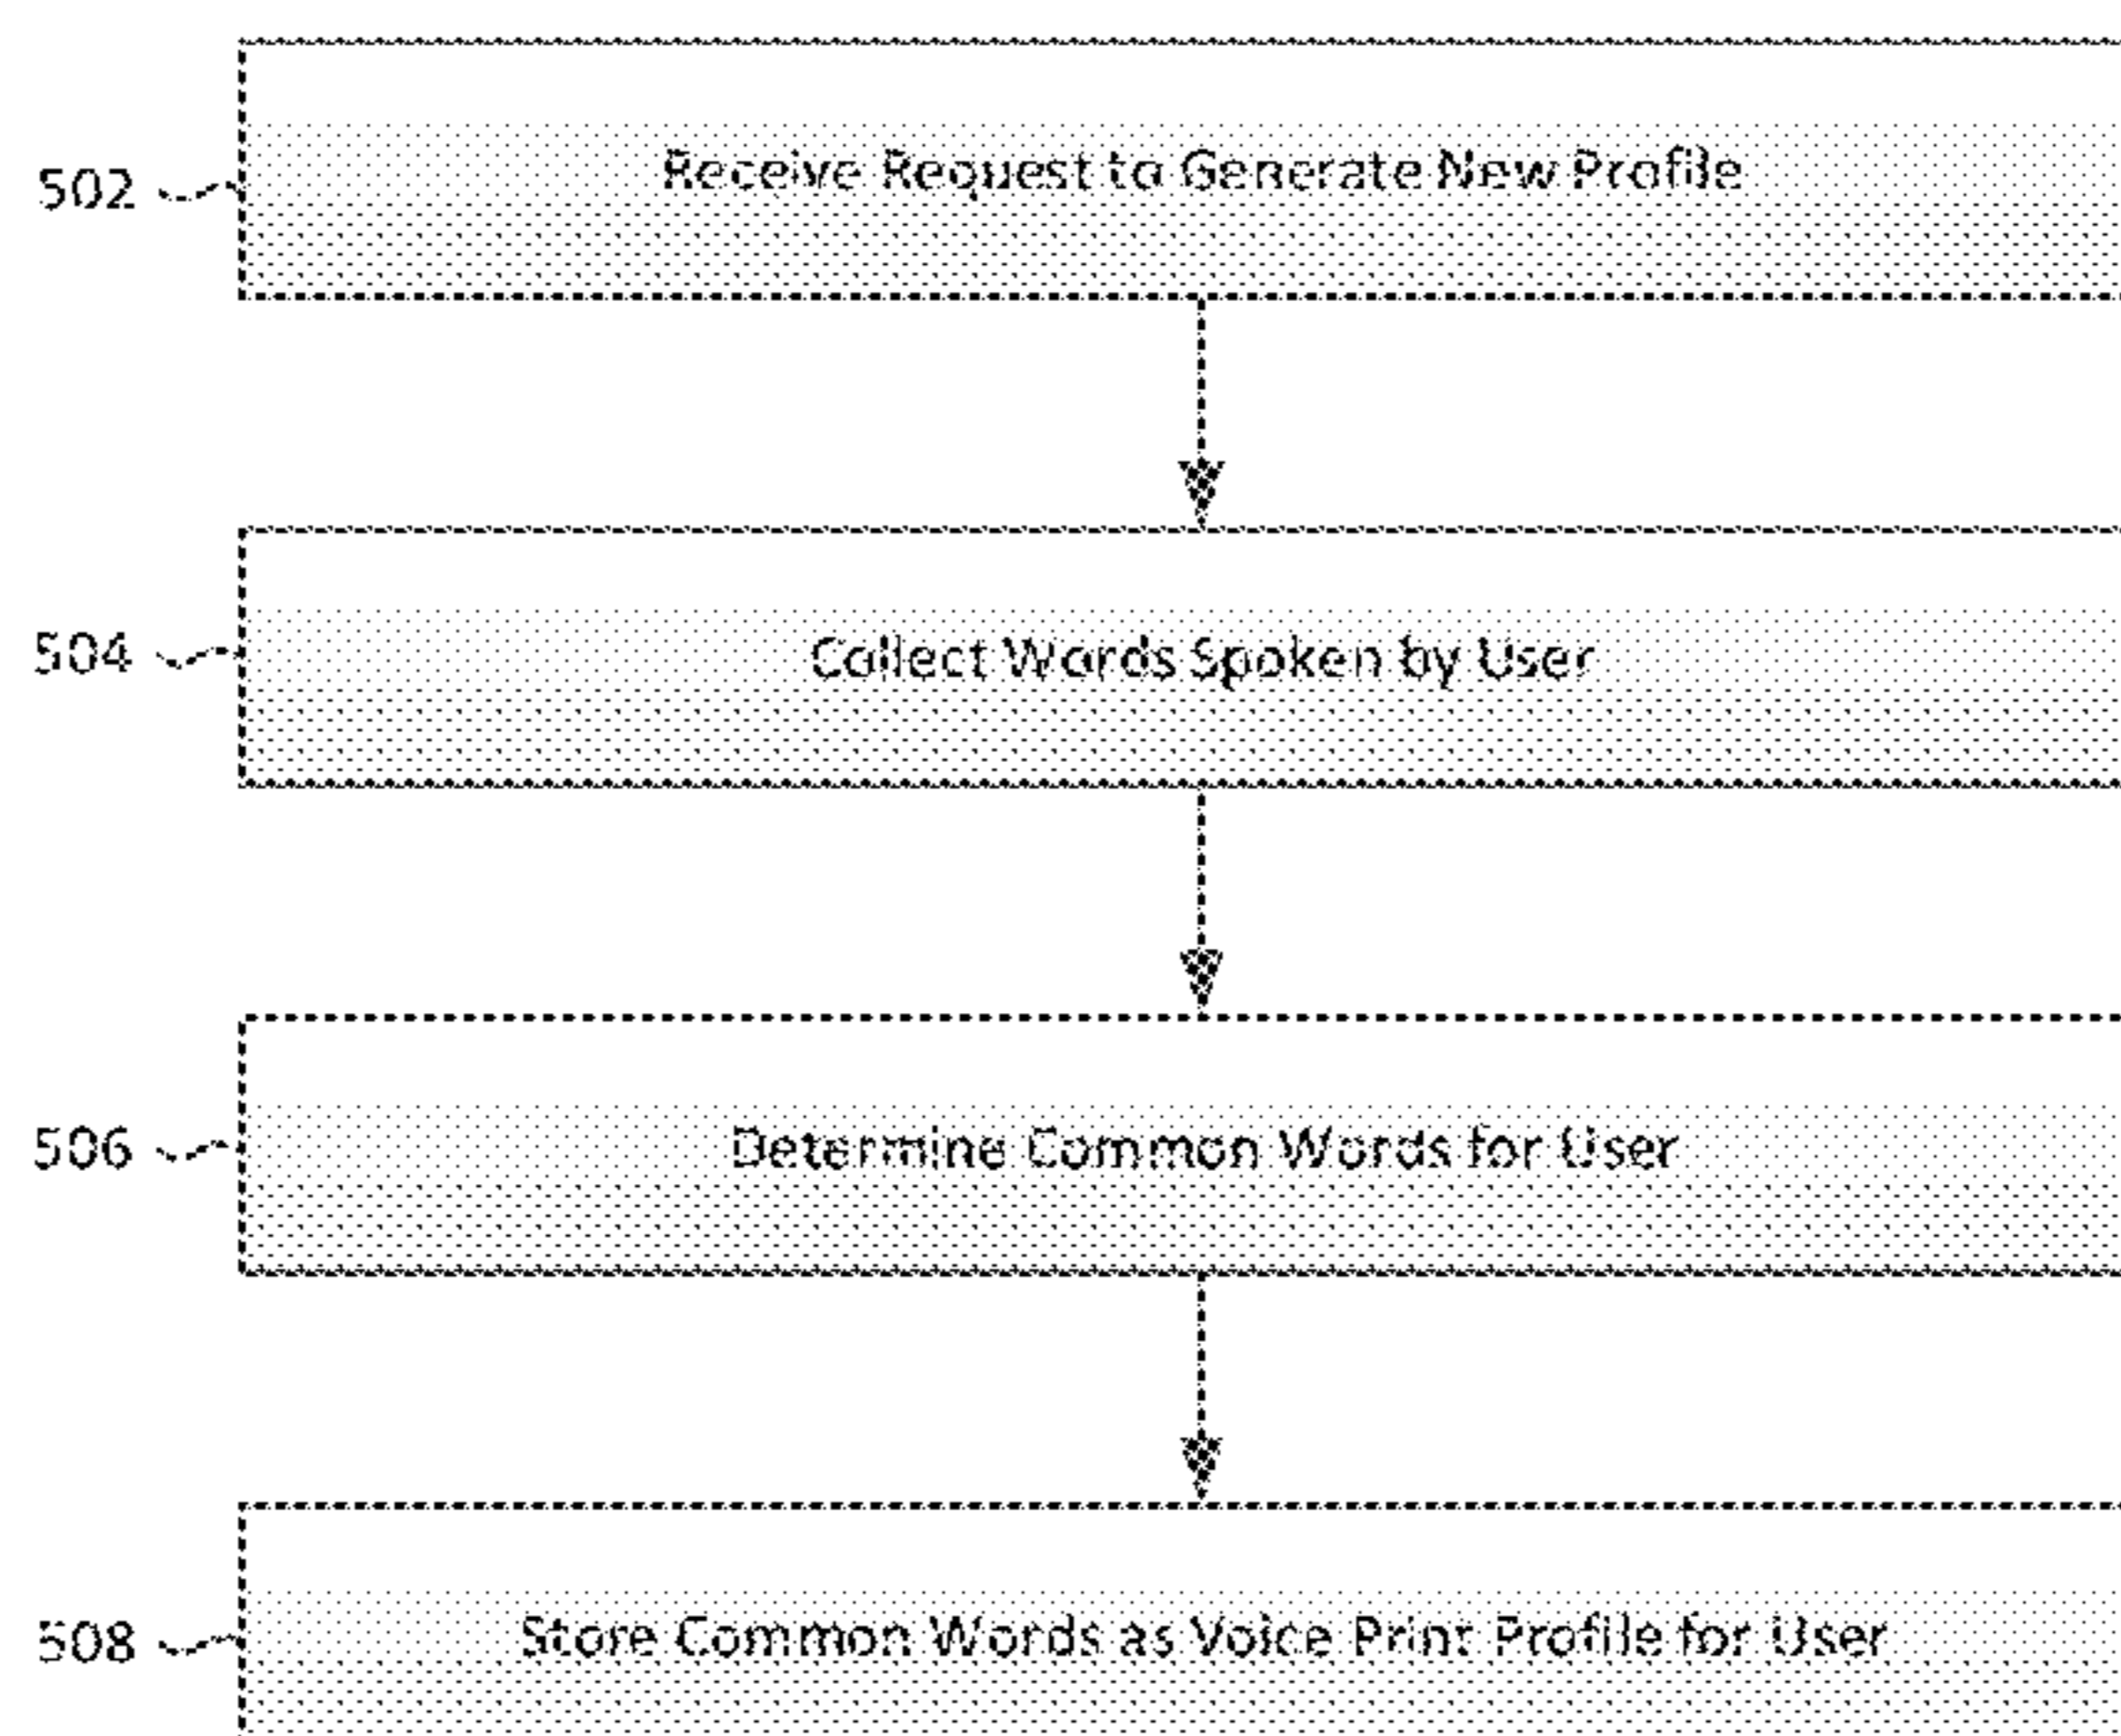 502
Receive Request to Generate New Profile
504
Collect Words Spoken by User
506
Determine Common Words for User
508
Store Common Words as Voice Print Profile for User